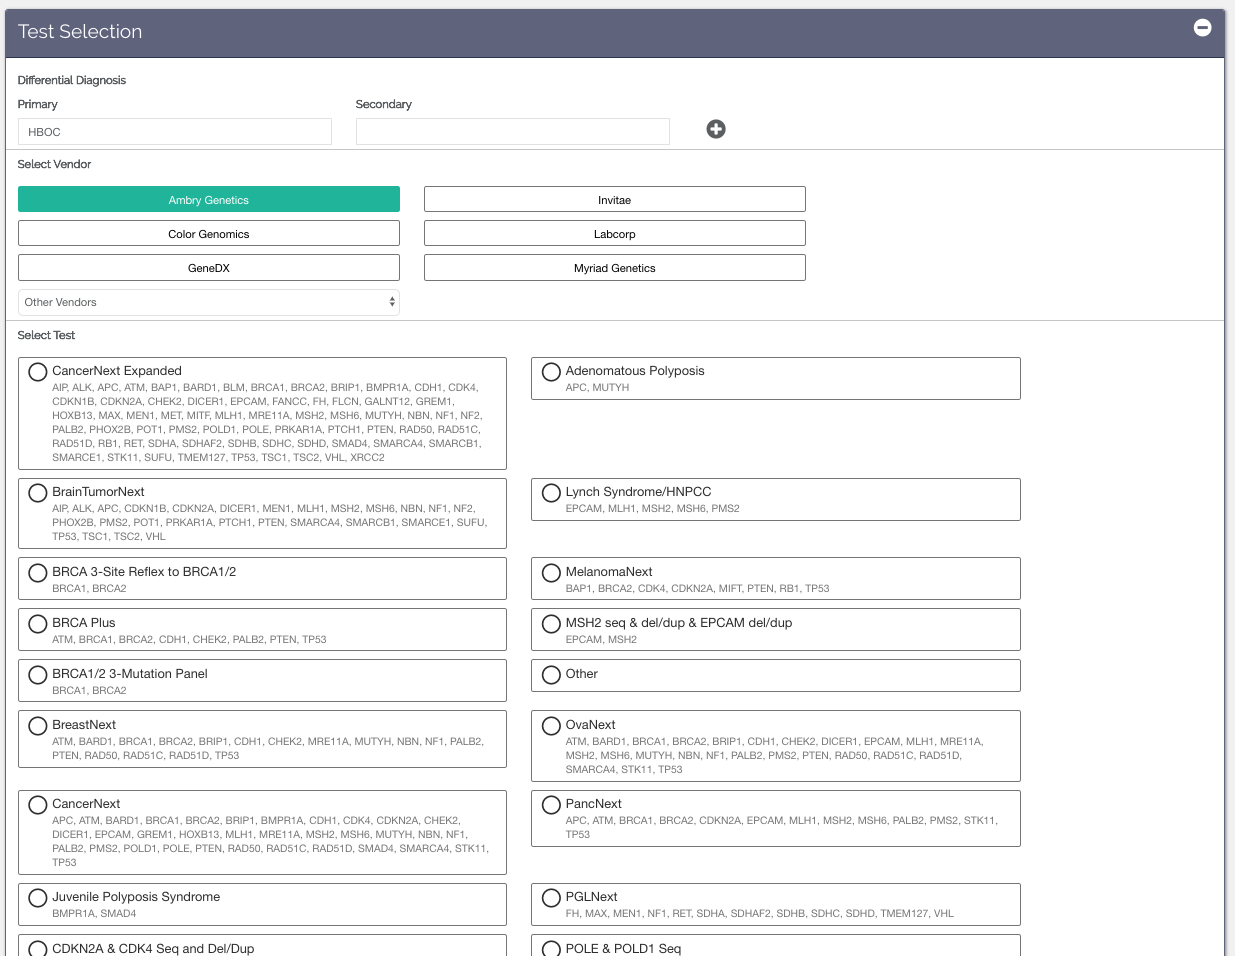 Test Selection
Differential Diagnosis
Primary
Secondary
HBOC
Select Vendor
Ambry Genetics
Invitae
Color Genomics
Labcorp
GeneDX
Myriad Genetics
Other Vendors
Select Test
CancerNext Expanded
AIP, ALK, APC, ATM, BAP1, BARD1, BLM, BRCA1, BRCA2, BRIP1, BMPR1A, CDH1, CDK4,
CDKN1B, CDKN2A, CHEK2, DICER1, EPCAM, FANCC, FH, FLCN, GALNT12, GREM1,
HOXB13, MAX, MEN1, MET, MITF, MLH1, MRE11A, MSH2, MSH6, MUTYH, NBN, NF1, NF2,
PALB2, PHOX2B, POT1, PMS2, POLD1, POLE, PRKAR1A, PTCH1, PTEN, RAD50, RAD51C,
RAD51D, RB1, RET, SDHA, SDHAF2, SDHB, SDHC, SDHD, SMAD4, SMARCA4, SMARCB1,
SMARCE1, STK11, SUFU, TMEM127, TP53, TSC1, TSC2, VHL, XRCC2
Adenomatous Polyposis
APC, MUTYH
BrainTumorNext
AIP, ALK, APC, CDKN1B, CDKN2A, DICER1, MEN1, MLH1, MSH2, MSH6, NBN, NF1, NF2,
PHOX2B, PMS2, POT1, PRKAR1A, PTCH1, PTEN, SMARCA4, SMARCB1, SMARCE1, SUFU,
TP53, TSC1, TSC2, VHL
Lynch Syndrome/HNPCC
EPCAM, MLH1, MSH2, MSH6, PMS2
BRCA 3-Site Reflex to BRCA1/2
BRCA1, BRCA2
MelanomaNext
BAP1, BRCA2, CDK4, CDKN2A, MIFT, PTEN, RB1, TP53
BRCA Plus
ATM, BRCA1, BRCA2, CDH1, CHEK2, PALB2, PTEN, TP53
MSH2 seq & del/dup & EPCAM del/dup
EPCAM, MSH2
BRCA1/2 3-Mutation Panel
BRCA1, BRCA2
Other
BreastNext
ATM, BARD1, BRCA1, BRCA2, BRIP1, CDH1, CHEK2, MRE11A, MUTYH, NBN, NF1, PALB2,
PTEN, RAD50, RAD51C, RAD51D, TP53
OvaNext
ATM, BARD1, BRCA1, BRCA2, BRIP1, CDH1, CHEK2, DICER1, EPCAM, MLH1, MRE11A,
MSH2, MSH6, MUTYH, NBN, NF1, PALB2, PMS2, PTEN, RAD50, RAD51C, RAD51D,
SMARCA4, STK11, TP53
CancerNext
APC, ATM, BARD1, BRCA1, BRCA2, BRIP1, BMPR1A, CDH1, CDK4, CDKN2A, CHEK2,
DICER1, EPCAM, GREM1, HOXB13, MLH1, MRE11A, MSH2, MSH6, MUTYH, NBN, NF1,
PALB2, PMS2, POLD1, POLE, PTEN, RAD50, RAD51C, RAD51D, SMAD4, SMARCA4, STK11,
TP53
PancNext
APC, ATM, BRCA1, BRCA2, CDKN2A, EPCAM, MLH1, MSH2, MSH6, PALB2, PMS2, STK11,
TP53
Juvenile Polyposis Syndrome
BMPR1A, SMAD4
PGLNext
FH, MAX, MEN1, NF1, RET, SDHA, SDHAF2, SDHB, SDHC, SDHD, TMEM127, VHL
CDKN2A & CDK4 Seq and Del/Dup
POLE & POLD1 Seq